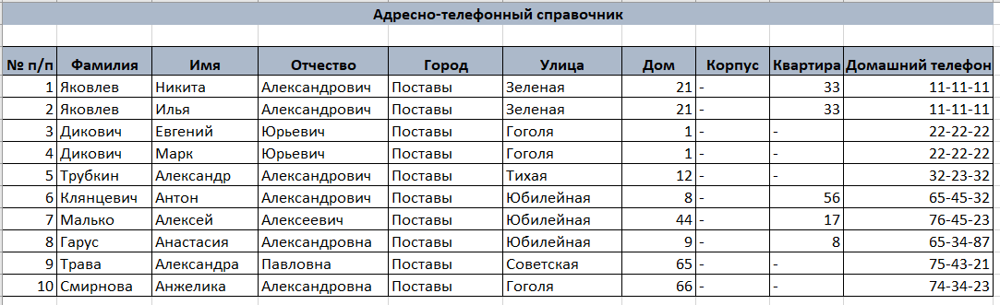 Адресно-телефонный справочник
№ п/п Фамилия Имя Отчество Город Улица Дом Корпус Квартира Домашний телефон
1 Яковлев Никита Александрович Поставы Зеленая 21 - 33 11-11-11
2 Яковлев Илья Александрович Поставы Зеленая 21 - 33 11-11-11
3 Дикович Евгений Юрьевич Поставы Гоголя 1 - - 22-22-22
4 Дикович Марк Юрьевич Поставы Гоголя 1 - - 22-22-22
5 Трубкин Александр Александрович Поставы Тихая 12 - - 32-23-32
6 Клянцевич Антон Александрович Поставы Юбилейная 8 - 56 65-45-32
7 Малько Алексей Алексеевич Поставы Юбилейная 44 - 17 76-45-23
8 Гарус Анастасия Александровна Поставы Юбилейная 9 - 8 65-34-87
9 Трава Александра Павловна Поставы Советская 65 - - 75-43-21
10 Смирнова Анжелика Александровна Поставы Гоголя 66 - - 74-34-23